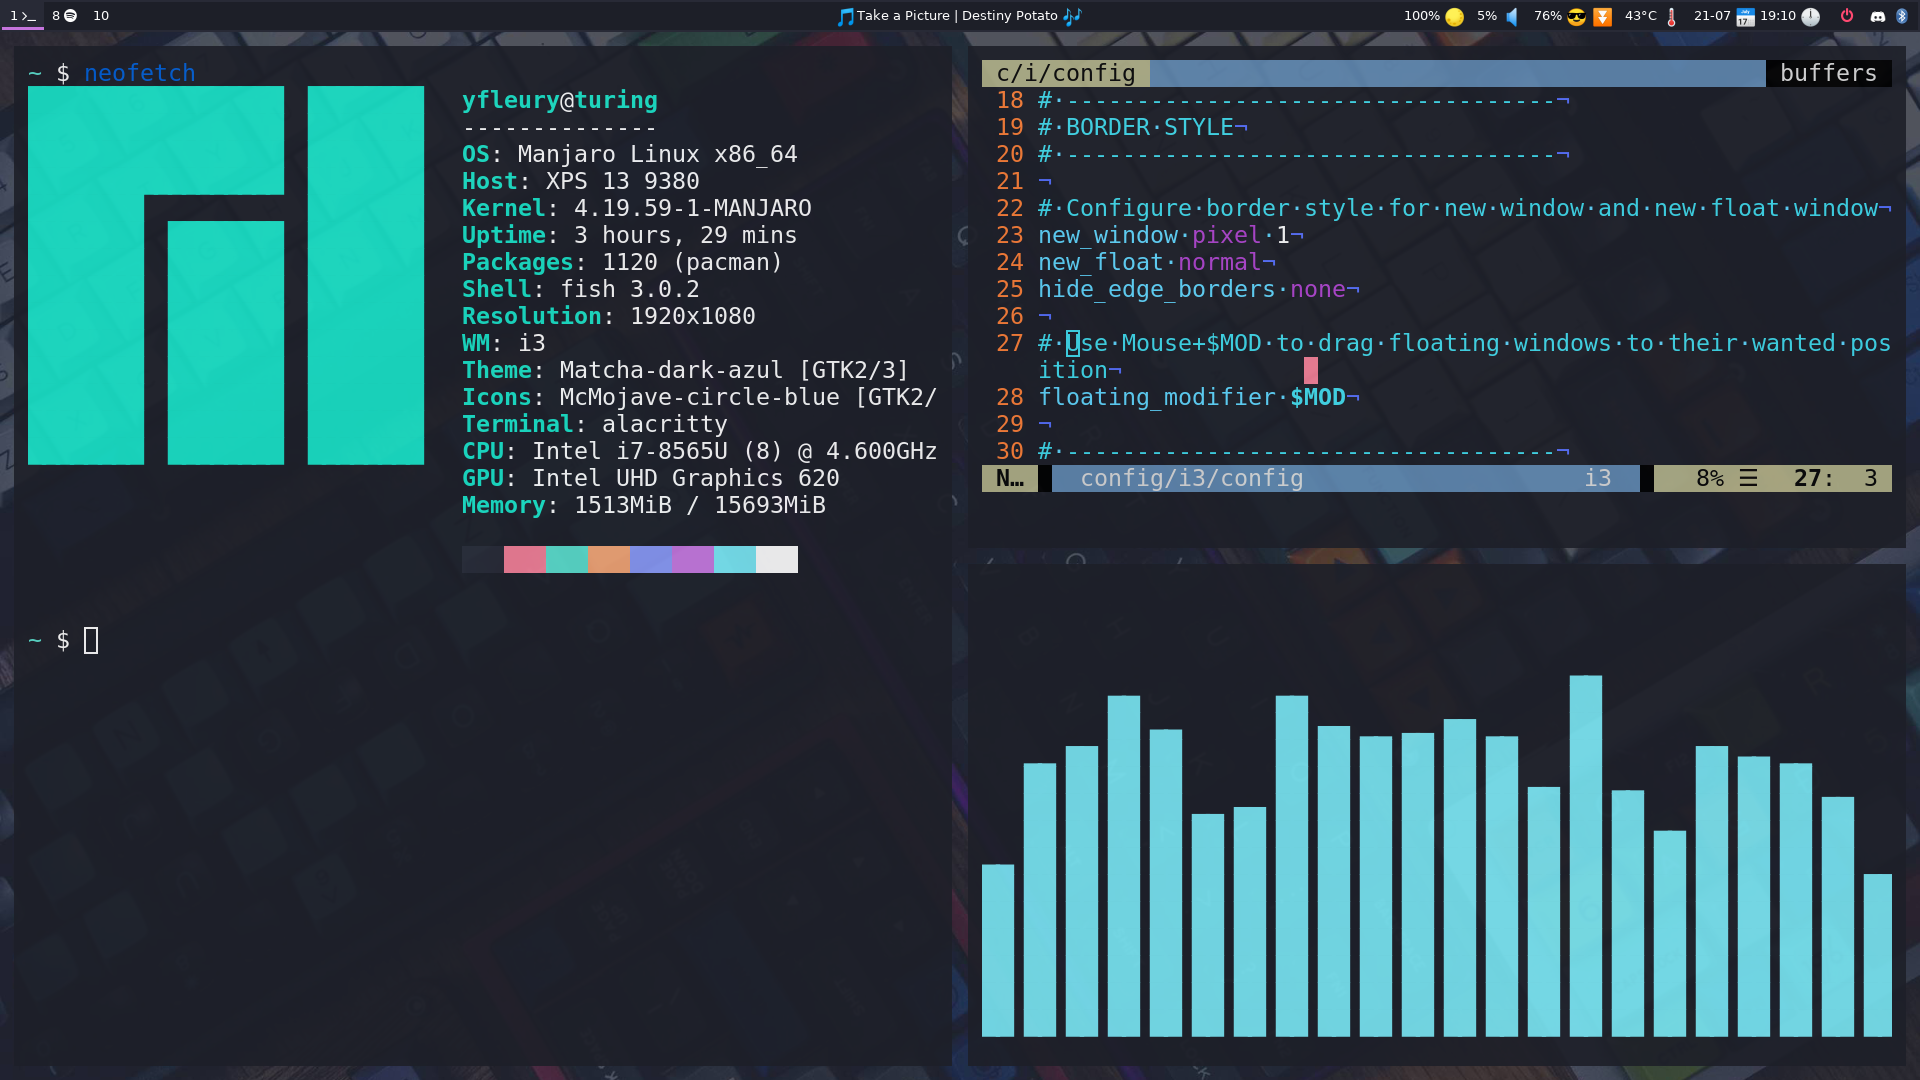 1 >_ 8 10
Take a Picture | Destiny Potato
100% 5% 76% 43°C 21-07 19:10
~ $ neofetch
yfleury@turing
--------------
OS: Manjaro Linux x86_64
Host: XPS 13 9380
Kernel: 4.19.59-1-MANJARO
Uptime: 3 hours, 29 mins
Packages: 1120 (pacman)
Shell: fish 3.0.2
Resolution: 1920x1080
WM: i3
Theme: Matcha-dark-azul [GTK2/3]
Icons: McMojave-circle-blue [GTK2/
Terminal: alacritty
CPU: Intel i7-8565U (8) @ 4.600GHz
GPU: Intel UHD Graphics 620
Memory: 1513MiB / 15693MiB
~ $
c/i/config buffers
18 #·-----------------------------------¬
19 #·BORDER·STYLE¬
20 #·-----------------------------------¬
21 ¬
22 #·Configure·border·style·for·new·window·and·new·float·window¬
23 new_window·pixel·1¬
24 new_float·normal¬
25 hide_edge_borders·none¬
26 ¬
27 #·Use·Mouse+$MOD·to·drag·floating·windows·to·their·wanted·pos
ition¬
28 floating_modifier·$MOD¬
29 ¬
30 #·-----------------------------------¬
N… config/i3/config i3 8% ☰ 27: 3